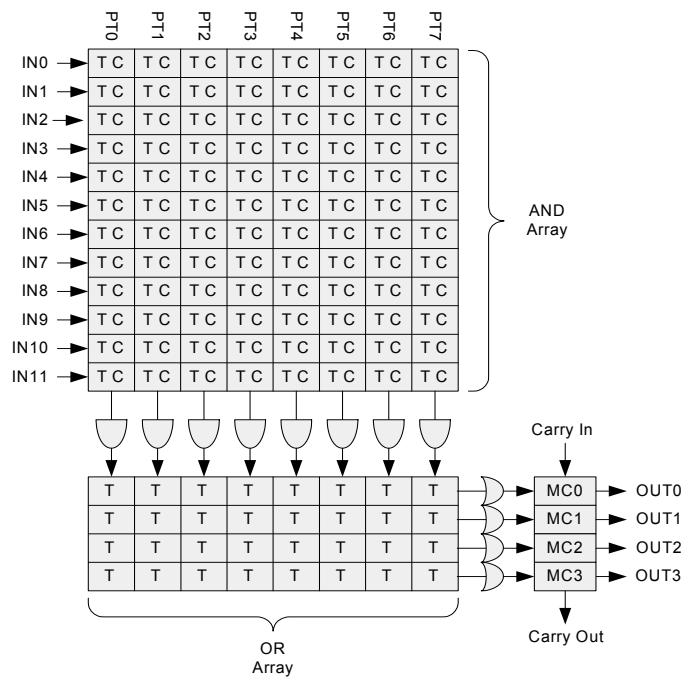 PT0 PT1 PT2 PT3 PT4 PT5 PT6 PT7
IN0 T C T C T C T C T C T C T C T C
IN1 T C T C T C T C T C T C T C T C
IN2 T C T C T C T C T C T C T C T C
IN3 T C T C T C T C T C T C T C T C
IN4 T C T C T C T C T C T C T C T C
IN5 T C T C T C T C T C T C T C T C
IN6 T C T C T C T C T C T C T C T C
IN7 T C T C T C T C T C T C T C T C
IN8 T C T C T C T C T C T C T C T C
IN9 T C T C T C T C T C T C T C T C
IN10 T C T C T C T C T C T C T C T C
IN11 T C T C T C T C T C T C T C T C
AND
Array
Carry In
T T T T T T T T MC0 OUT0
T T T T T T T T MC1 OUT1
T T T T T T T T MC2 OUT2
T T T T T T T T MC3 OUT3
Carry Out
OR
Array